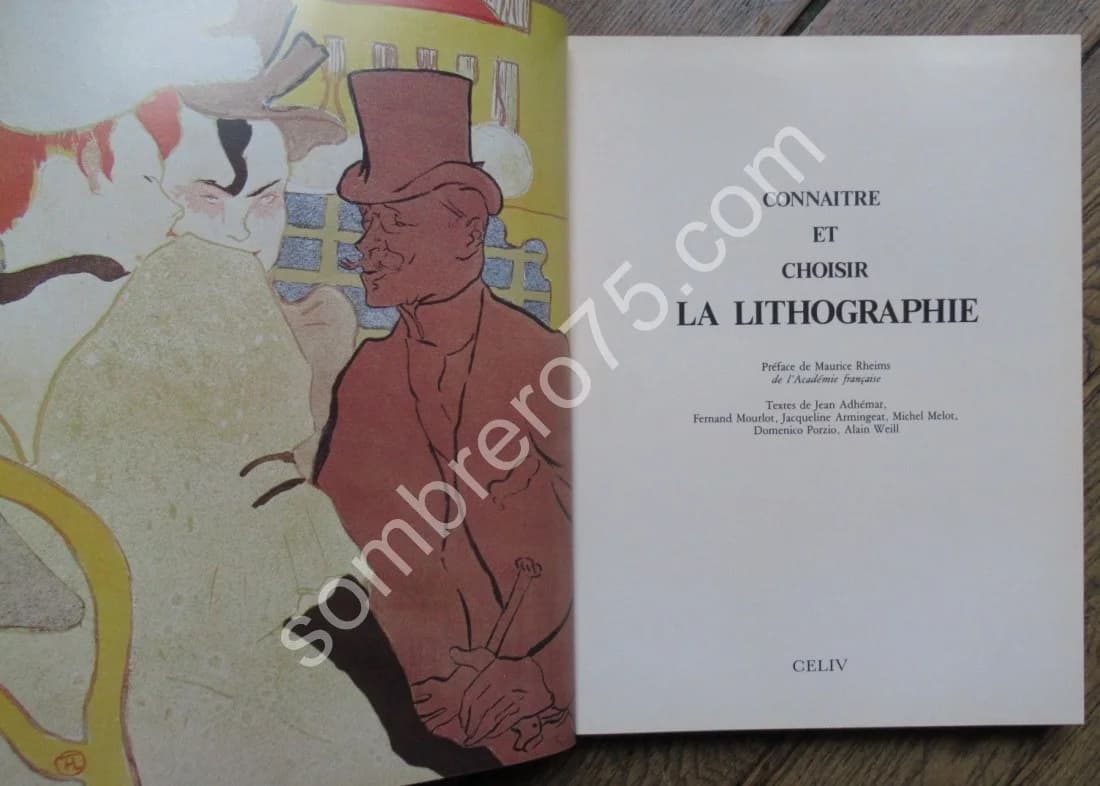 CONNAITRE
ET
CHOISIR
LA LITHOGRAPHIE
Préface de Maurice Rheims
de l'Académie française
Textes de Jean Adhémar,
Fernand Mourlot, Jacqueline Armingeat, Michel Melot,
Domenico Porzio, Alain Weill
CELIV
sombrero75.com